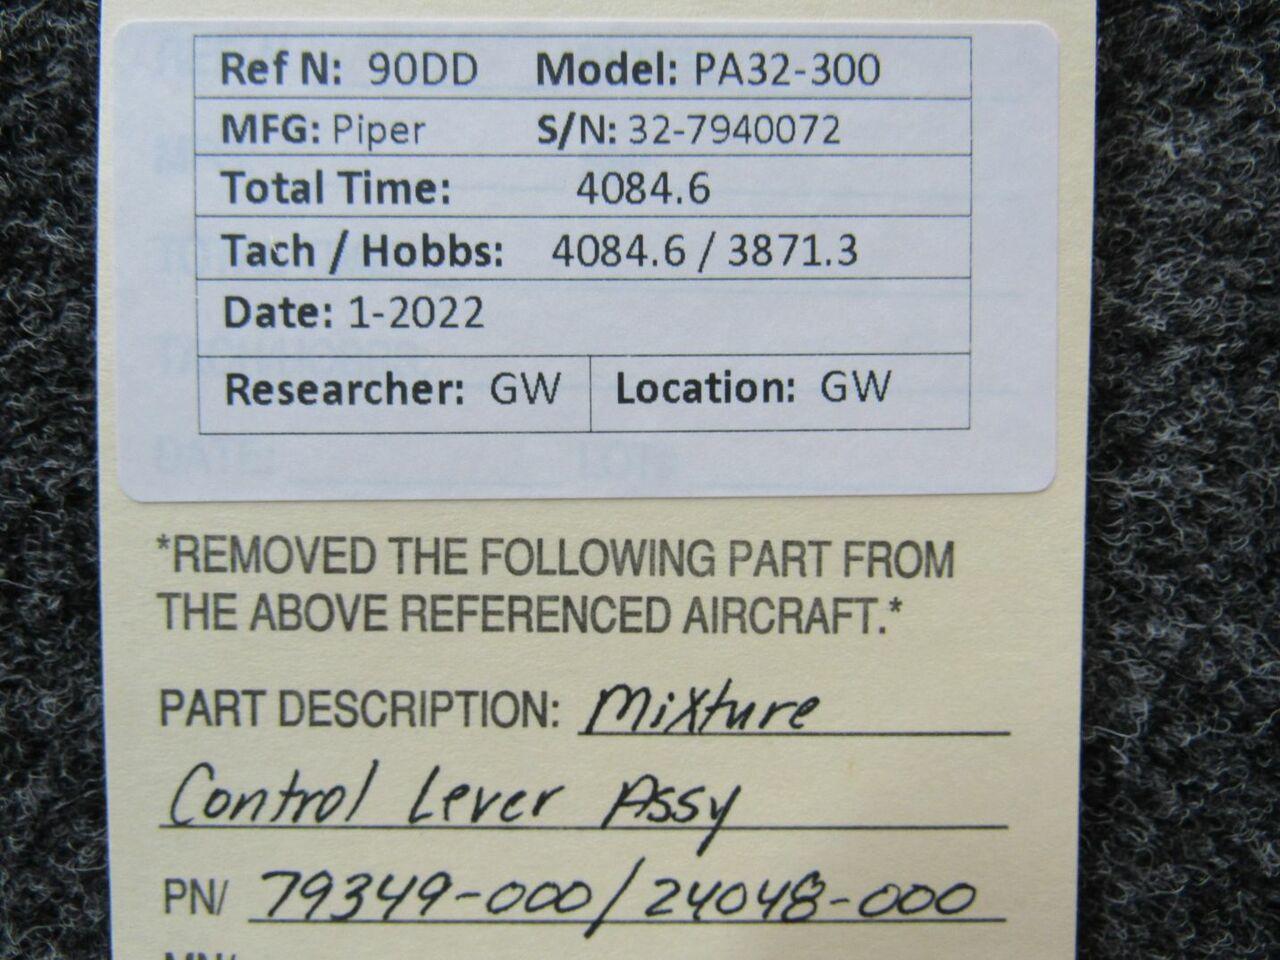 Ref N: 90DD Model: PA32-300
MFG: Piper S/N: 32-7940072
Total Time: 4084.6
Tach / Hobbs: 4084.6 / 3871.3
Date: 1-2022
Researcher: GW Location: GW
*REMOVED THE FOLLOWING PART FROM
THE ABOVE REFERENCED AIRCRAFT.*
PART DESCRIPTION: Mixture
Control Lever Assy
PN/ 79349-000/24048-000
MN/